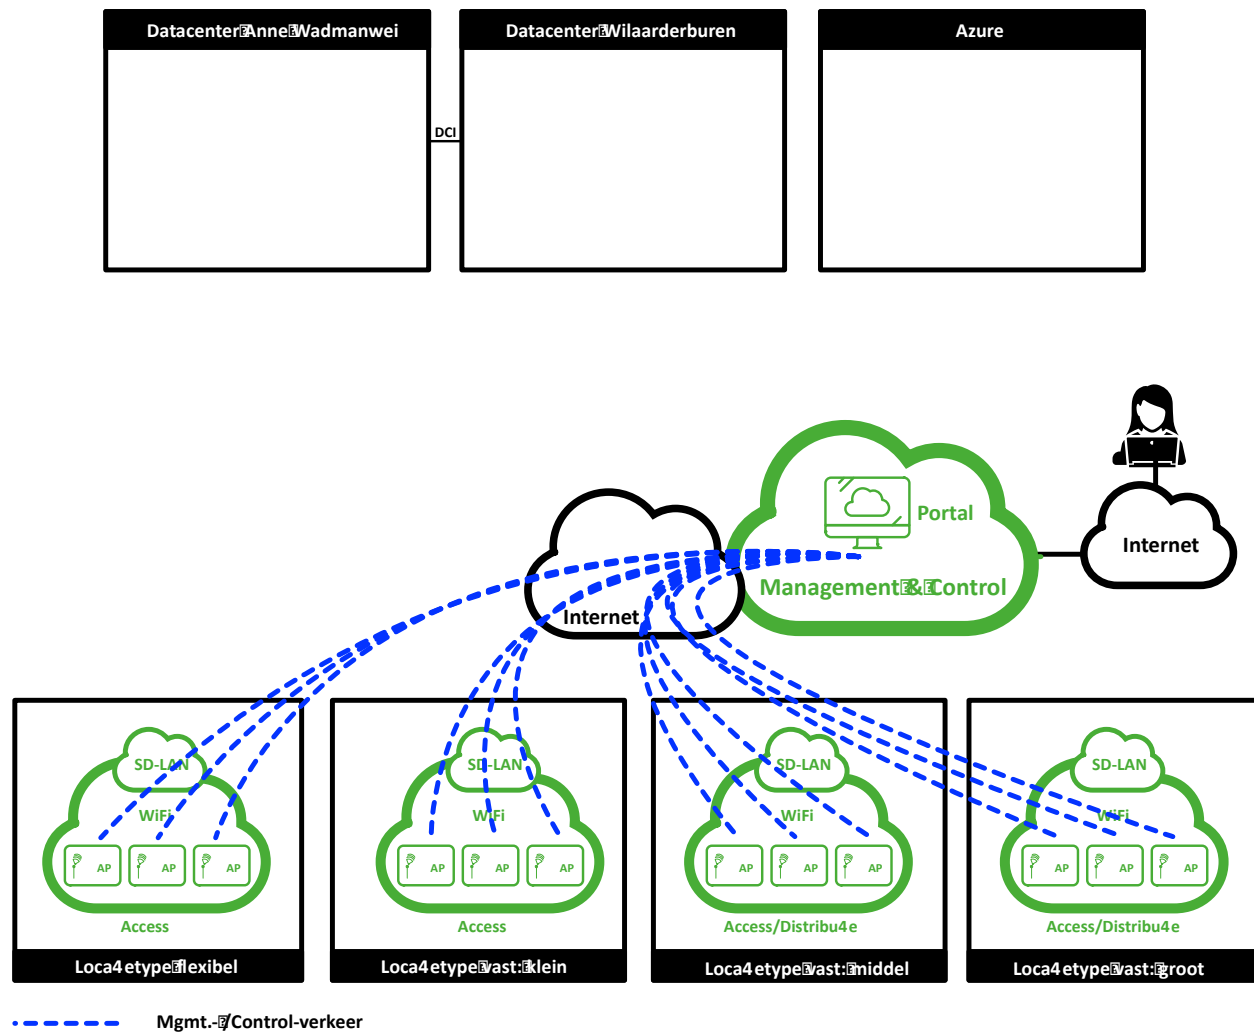 Datacenter Anne Wadmanwei
Datacenter Wilaarderburen
Azure
DCI
Portal
Management & Control
Internet
Internet
SD-LAN
WiFi
AP AP AP
Access
Loca4etype flexibel
SD-LAN
WiFi
AP AP AP
Access
Loca4etype vast: klein
SD-LAN
WiFi
AP AP AP
Access/Distribu4e
Loca4etype vast: middel
SD-LAN
WiFi
AP AP AP
Access/Distribu4e
Loca4etype vast: groot
Mgmt.- /Control-verkeer